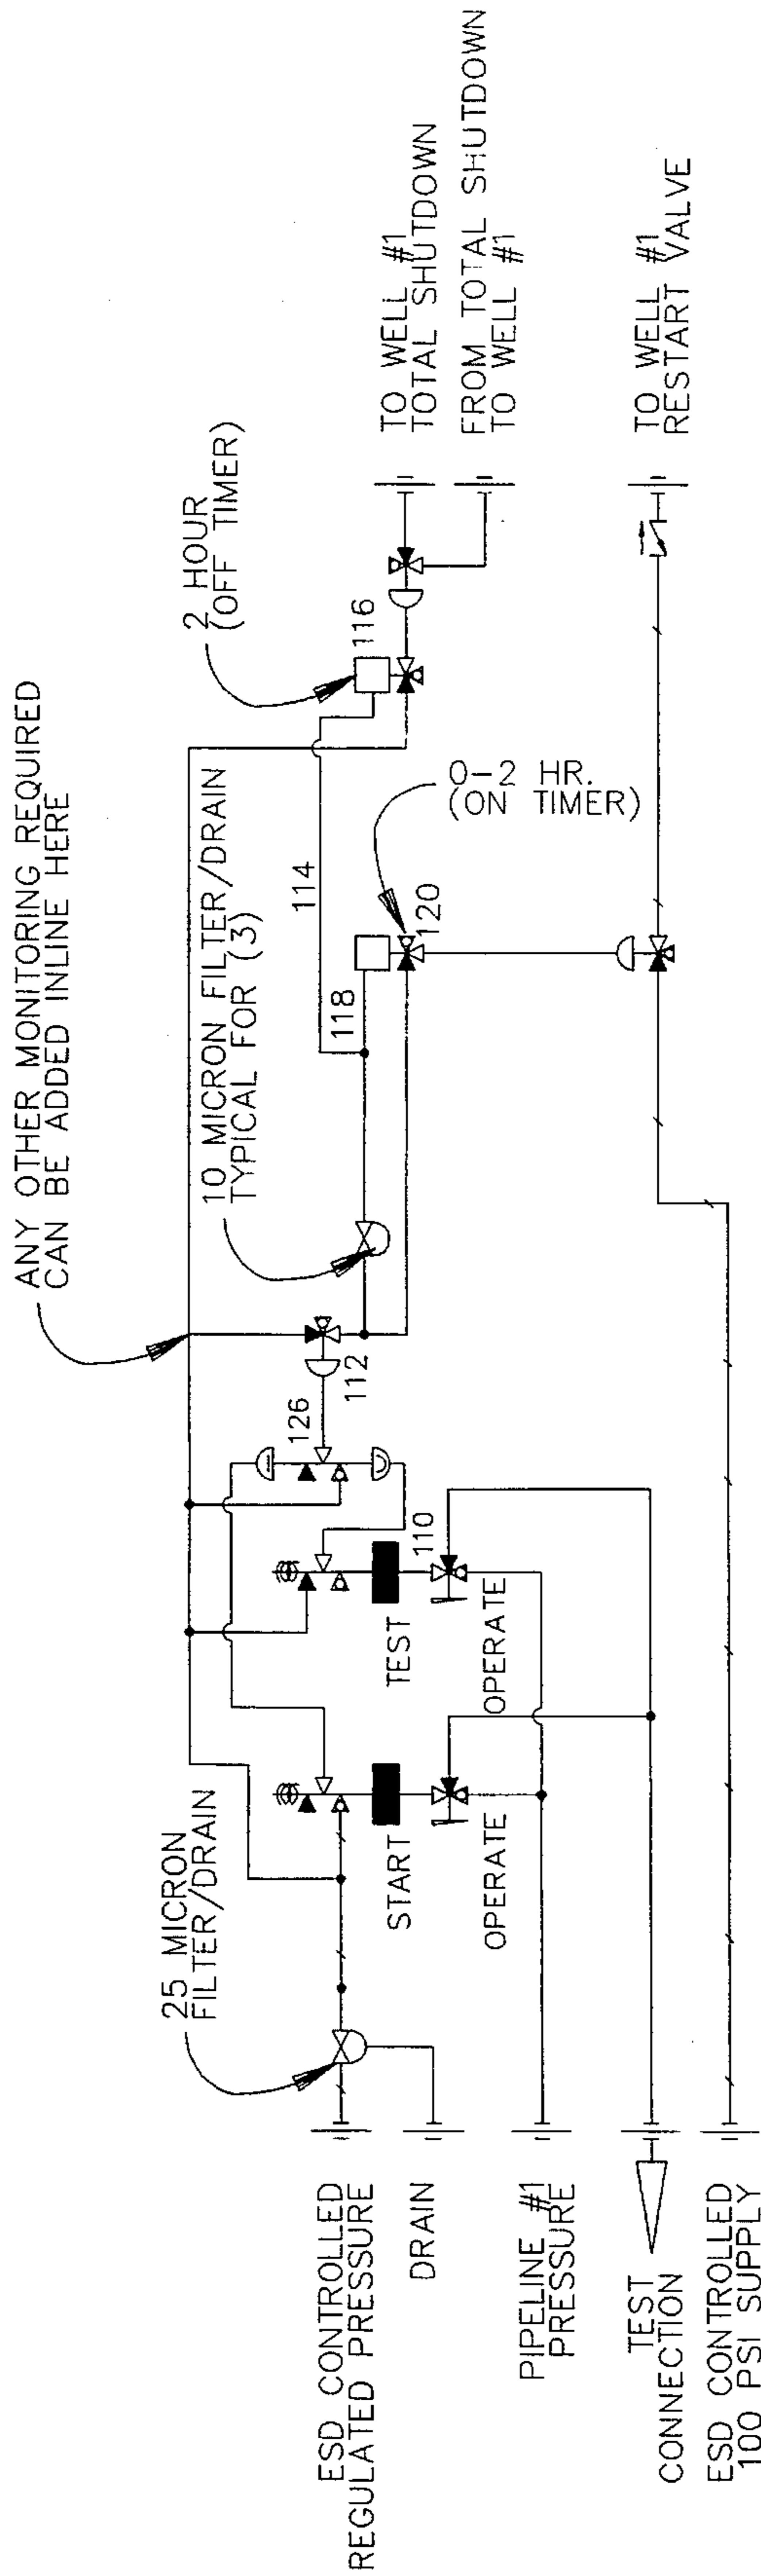 ANY OTHER MONITORING REQUIRED
CAN BE ADDED INLINE HERE
25 MICRON
FILTER/DRAIN
10 MICRON FILTER/DRAIN
TYPICAL FOR (3)
2 HOUR
(OFF TIMER)
116
114
126
112
118
120
0-2 HR.
(ON TIMER)
110
START
TEST
OPERATE
OPERATE
ESD CONTROLLED
REGULATED PRESSURE
DRAIN
PIPELINE #1
PRESSURE
TEST
CONNECTION
ESD CONTROLLED
100 PSI SUPPLY
TO WELL #1
TOTAL SHUTDOWN
FROM TOTAL SHUTDOWN
TO WELL #1
TO WELL #1
RESTART VALVE